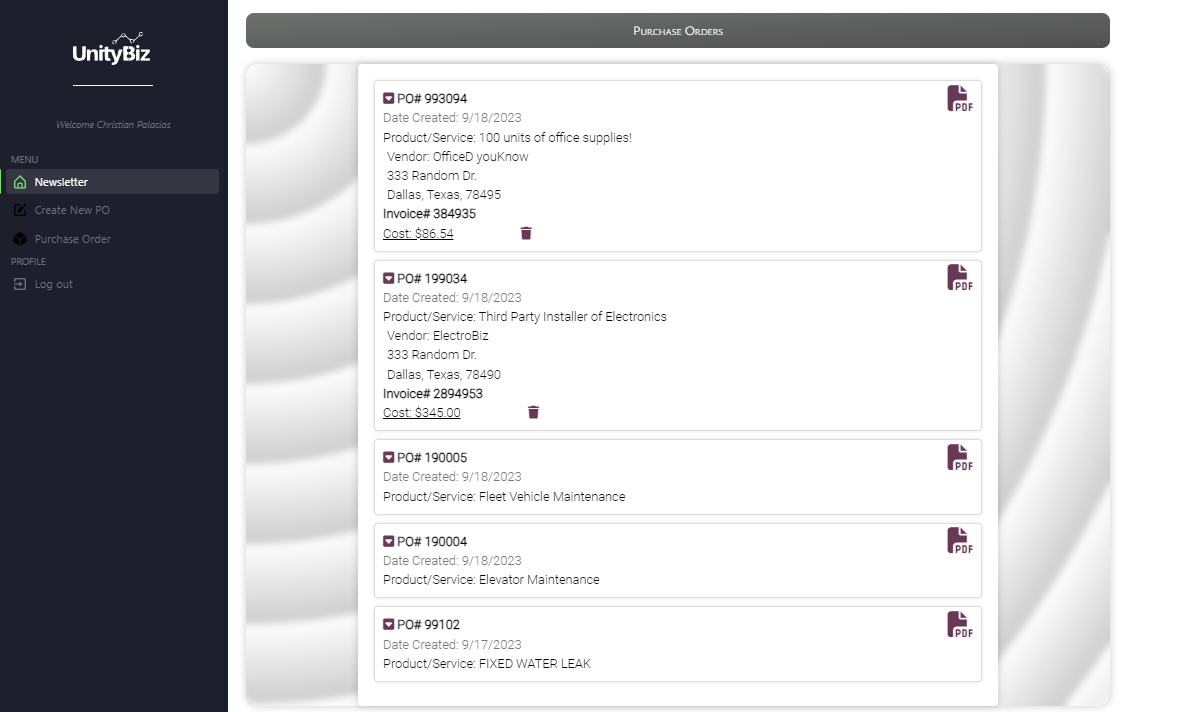 UnityBiz
Welcome Christian Palacios
MENU
Newsletter
Create New PO
Purchase Order
PROFILE
Log out
Purchase Orders
PO# 993094
PDF
Date Created: 9/18/2023
Product/Service: 100 units of office supplies!
Vendor: OfficeD youKnow
333 Random Dr.
Dallas, Texas, 78495
Invoice# 384935
Cost: $86.54
PO# 199034
PDF
Date Created: 9/18/2023
Product/Service: Third Party Installer of Electronics
Vendor: ElectroBiz
333 Random Dr.
Dallas, Texas, 78490
Invoice# 2894953
Cost: $345.00
PO# 190005
PDF
Date Created: 9/18/2023
Product/Service: Fleet Vehicle Maintenance
PO# 190004
PDF
Date Created: 9/18/2023
Product/Service: Elevator Maintenance
PO# 99102
PDF
Date Created: 9/17/2023
Product/Service: FIXED WATER LEAK